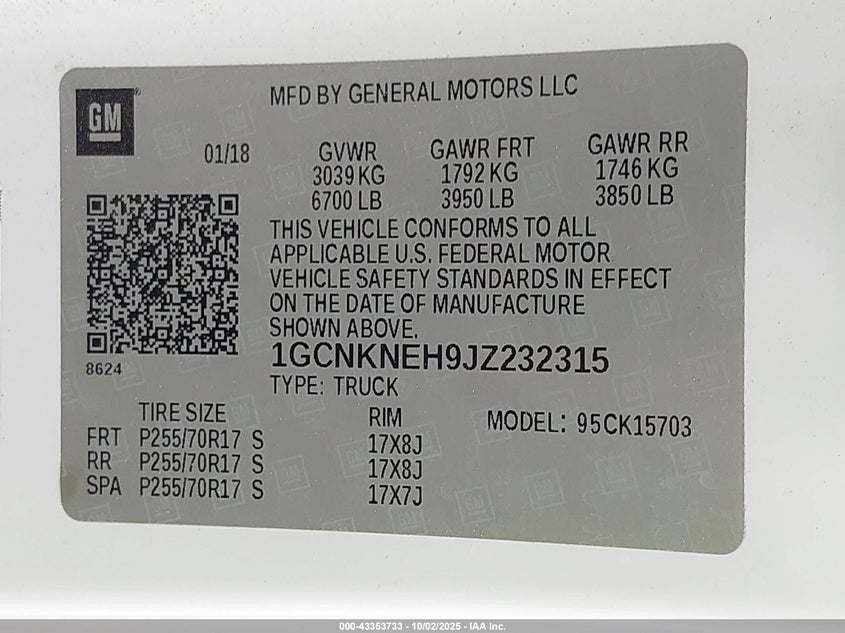 MFD BY GENERAL MOTORS LLC
GM
01/18
GVWR GAWR FRT GAWR RR
3039 KG 1792 KG 1746 KG
6700 LB 3950 LB 3850 LB
THIS VEHICLE CONFORMS TO ALL
APPLICABLE U.S. FEDERAL MOTOR
VEHICLE SAFETY STANDARDS IN EFFECT
ON THE DATE OF MANUFACTURE
SHOWN ABOVE.
8624
1GCNKNEH9JZ232315
TYPE: TRUCK
TIRE SIZE RIM MODEL: 95CK15703
FRT P255/70R17 S 17X8J
RR P255/70R17 S 17X8J
SPA P255/70R17 S 17X7J
000-43353733 - 10/02/2025 - IAA Inc.